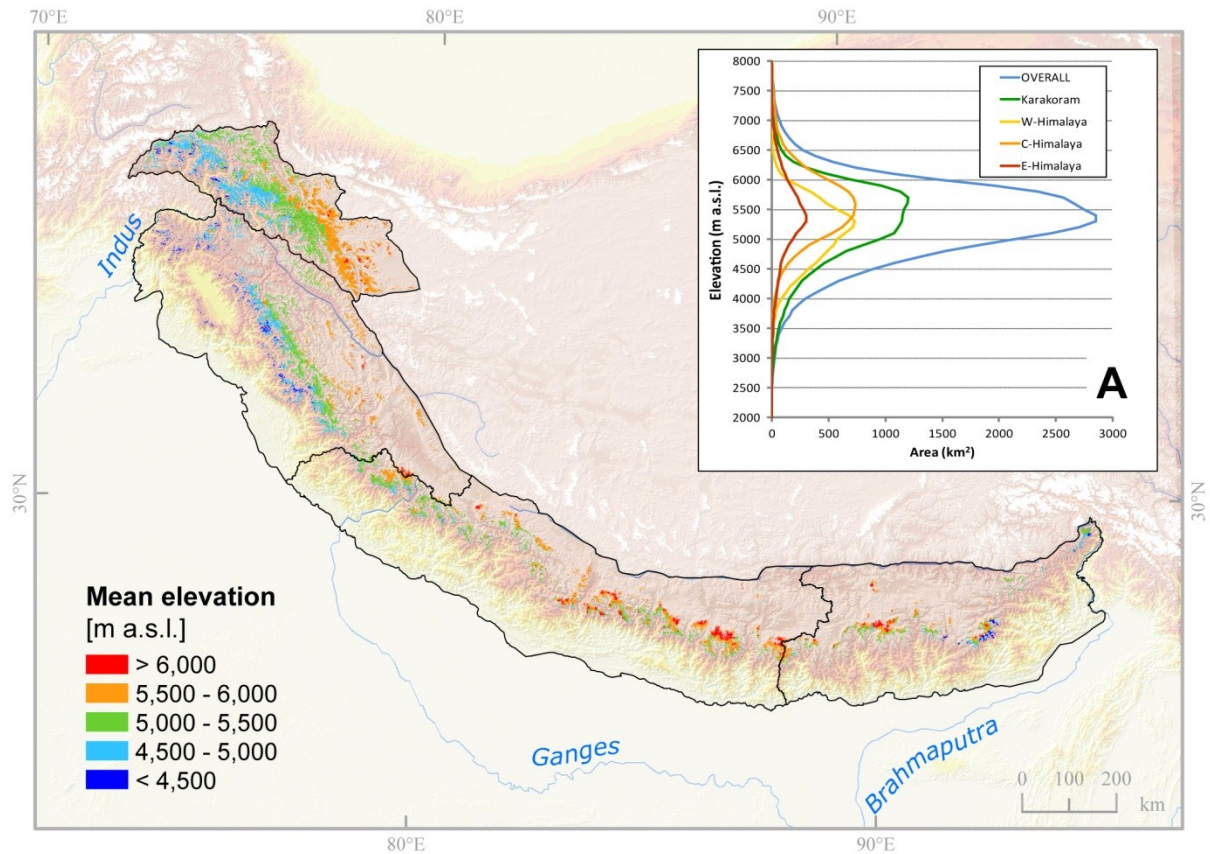 70°E
80°E
90°E
8000
7500
7000
6500
6000
5500
5000
4500
4000
3500
3000
2500
2000
Elevation (m a.s.l.)
OVERALL
Karakoram
W-Himalaya
C-Himalaya
E-Himalaya
A
0
500
1000
1500
2000
2500
3000
Area (km²)
Indus
30°N
30°N
Mean elevation
[m a.s.l.]
> 6,000
5,500 - 6,000
5,000 - 5,500
4,500 - 5,000
< 4,500
Ganges
Brahmaputra
0 100 200
km
80°E
90°E